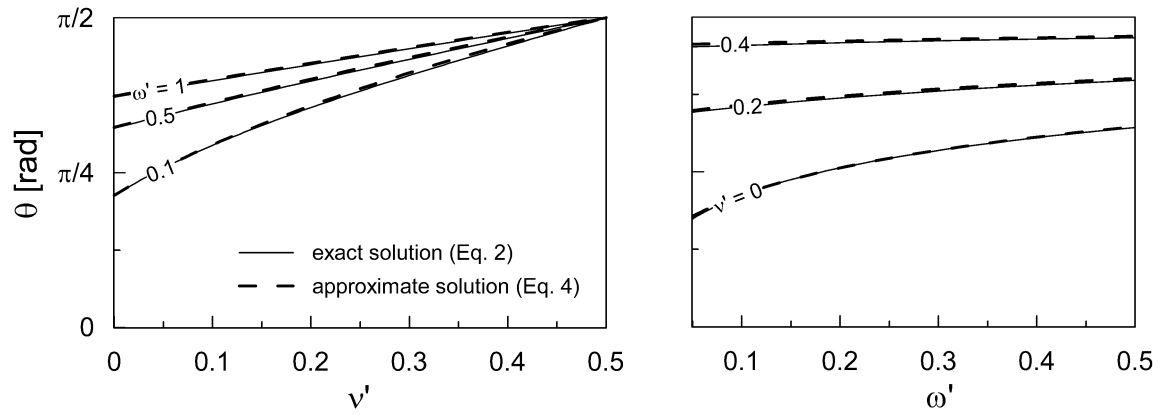 π/2
π/4
0
θ [rad]
ω' = 1
0.5
0.1
exact solution (Eq. 2)
approximate solution (Eq. 4)
0 0.1 0.2 0.3 0.4 0.5
ν'
0.4
0.2
ν' = 0
0.1 0.2 0.3 0.4 0.5
ω'